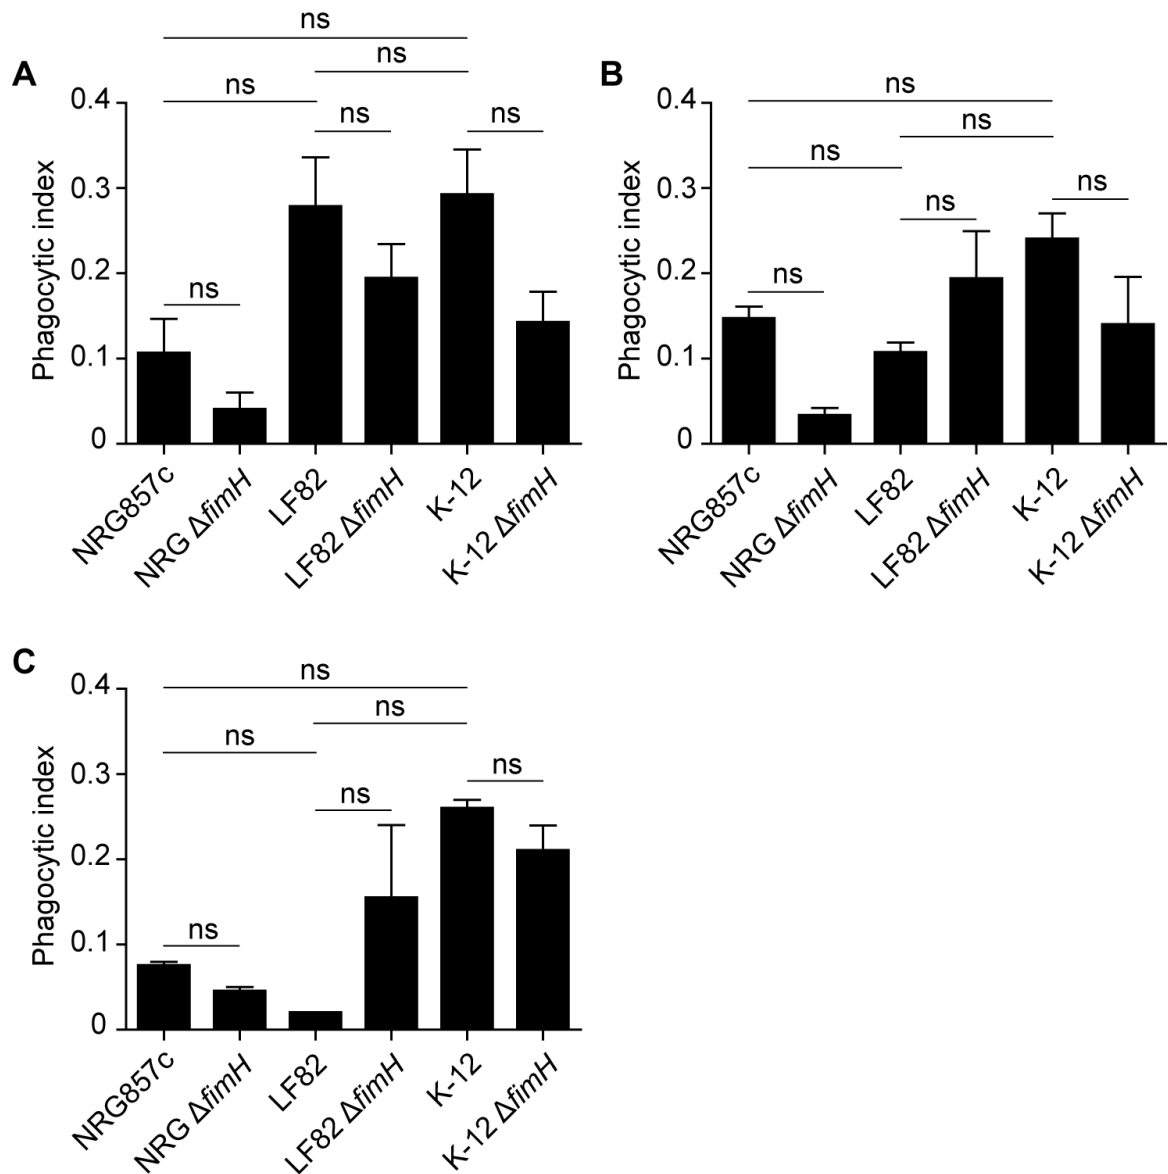 A
ns
ns
ns
ns
ns
ns
Phagocytic index
0.4
0.3
0.2
0.1
0
NRG857c
NRG ΔfimH
LF82
LF82 ΔfimH
K-12
K-12 ΔfimH
B
ns
ns
ns
ns
ns
ns
Phagocytic index
0.4
0.3
0.2
0.1
0
NRG857c
NRG ΔfimH
LF82
LF82 ΔfimH
K-12
K-12 ΔfimH
C
ns
ns
ns
ns
ns
ns
Phagocytic index
0.4
0.3
0.2
0.1
0
NRG857c
NRG ΔfimH
LF82
LF82 ΔfimH
K-12
K-12 ΔfimH